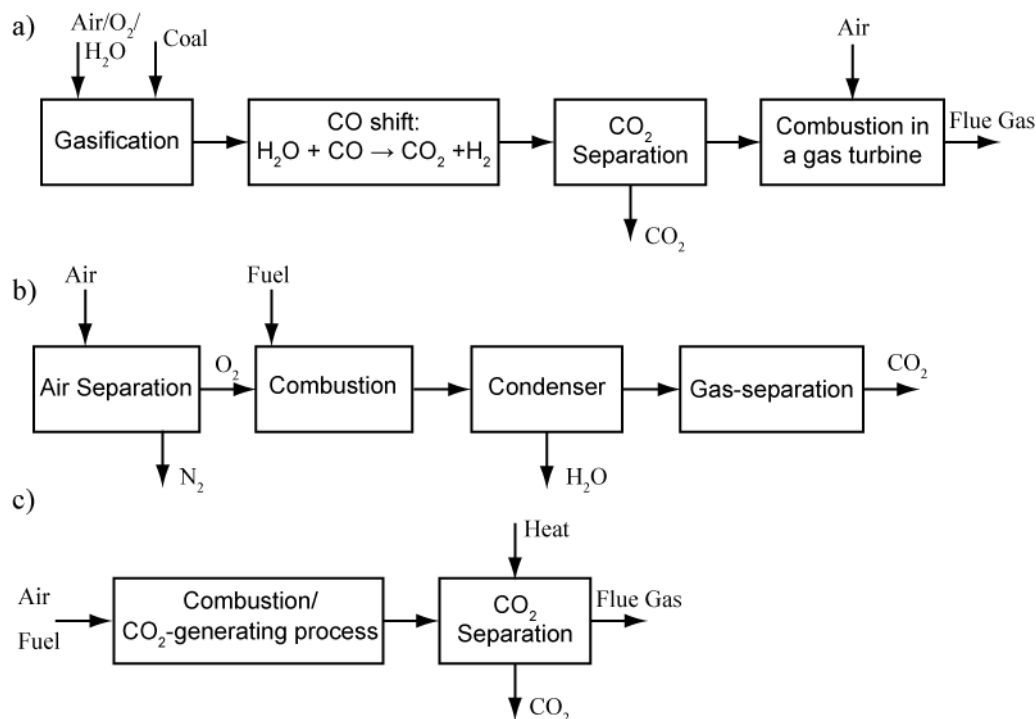 a)
Air/O₂/
H₂O
Coal
Air
Gasification
CO shift:
H₂O + CO → CO₂ +H₂
CO₂
Separation
Combustion in
a gas turbine
Flue Gas
CO₂
b)
Air
Fuel
Air Separation
O₂
Combustion
Condenser
Gas-separation
CO₂
N₂
H₂O
c)
Heat
Air
Fuel
Combustion/
CO₂-generating process
CO₂
Separation
Flue Gas
CO₂